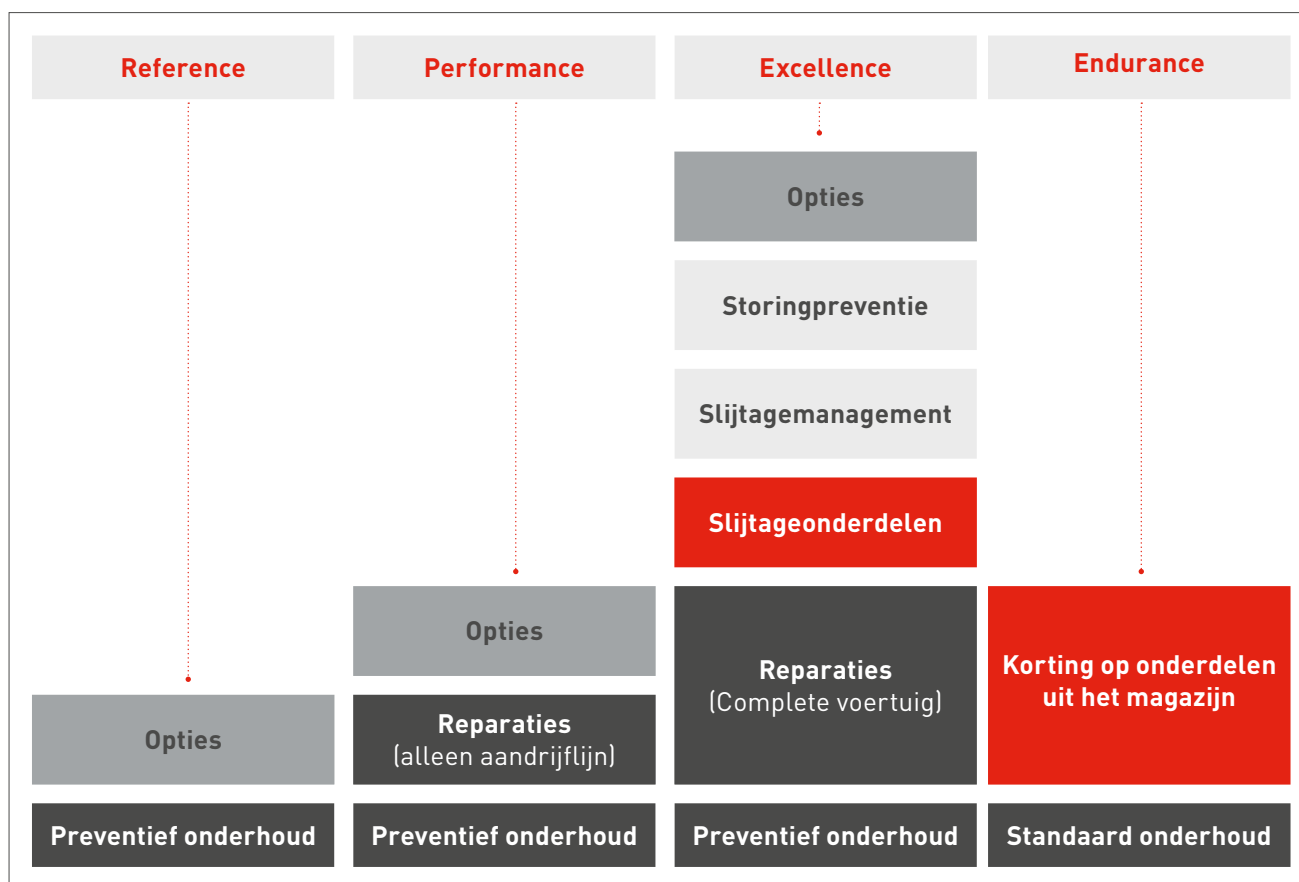 Reference
Performance
Excellence
Endurance
Opties
Storingpreventie
Slijtagemanagement
Slijtageonderdelen
Opties
Reparaties
(Complete voertuig)
Korting op onderdelen
uit het magazijn
Opties
Reparaties
(alleen aandrijflijn)
Preventief onderhoud
Preventief onderhoud
Preventief onderhoud
Standaard onderhoud